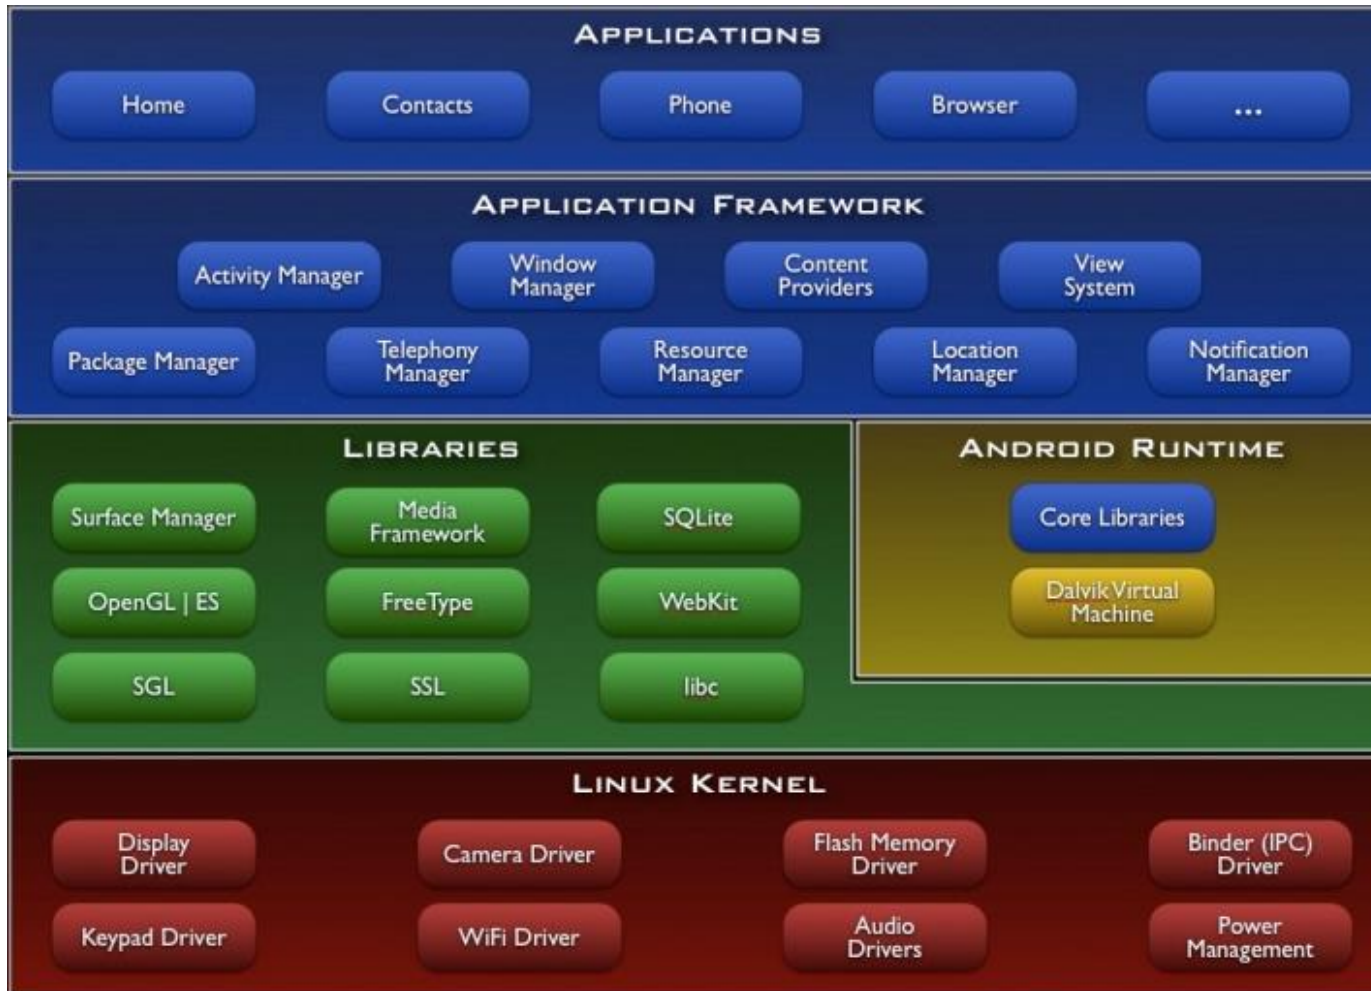 APPLICATIONS
Home
Contacts
Phone
Browser
...
APPLICATION FRAMEWORK
Activity Manager
Window
Manager
Content
Providers
View
System
Package Manager
Telephony
Manager
Resource
Manager
Location
Manager
Notification
Manager
LIBRARIES
Surface Manager
Media
Framework
SQLite
OpenGL | ES
FreeType
WebKit
SGL
SSL
libc
ANDROID RUNTIME
Core Libraries
Dalvik Virtual
Machine
LINUX KERNEL
Display
Driver
Camera Driver
Flash Memory
Driver
Binder (IPC)
Driver
Keypad Driver
WiFi Driver
Audio
Drivers
Power
Management